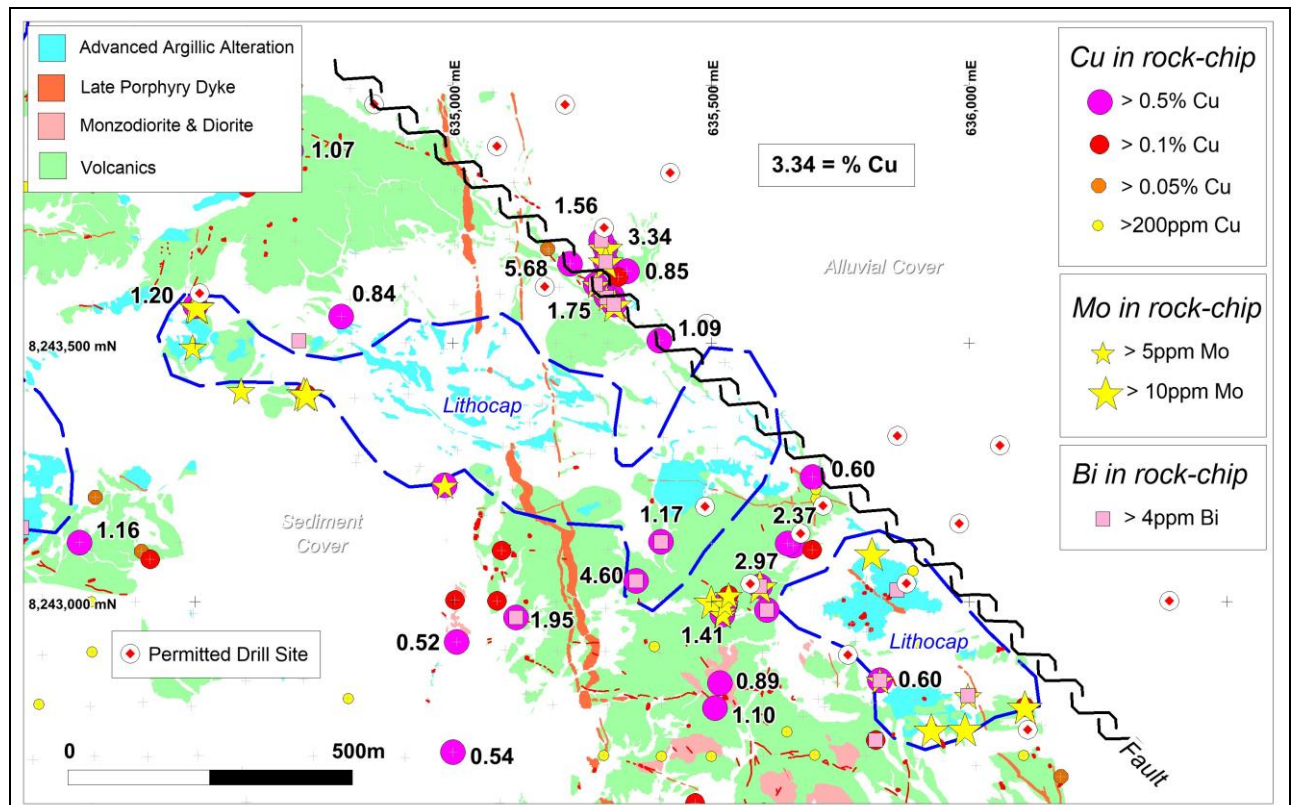 Advanced Argillic Alteration
Late Porphyry Dyke
Monzodiorite & Diorite
Volcanics
635,000 mE
635,500 mE
636,000 mE
Cu in rock-chip
> 0.5% Cu
> 0.1% Cu
> 0.05% Cu
>200ppm Cu
Mo in rock-chip
> 5ppm Mo
> 10ppm Mo
Bi in rock-chip
> 4ppm Bi
3.34 = % Cu
1.07
1.56
3.34
5.68
0.85
Alluvial Cover
1.20
0.84
1.75
1.09
8,243,500 mN
Lithocap
0.60
Sediment
Cover
1.16
1.17
2.37
4.60
2.97
8,243,000 mN
1.95
1.41
Lithocap
0.52
Permitted Drill Site
0.89
0.60
1.10
0.54
0
500m
Fault